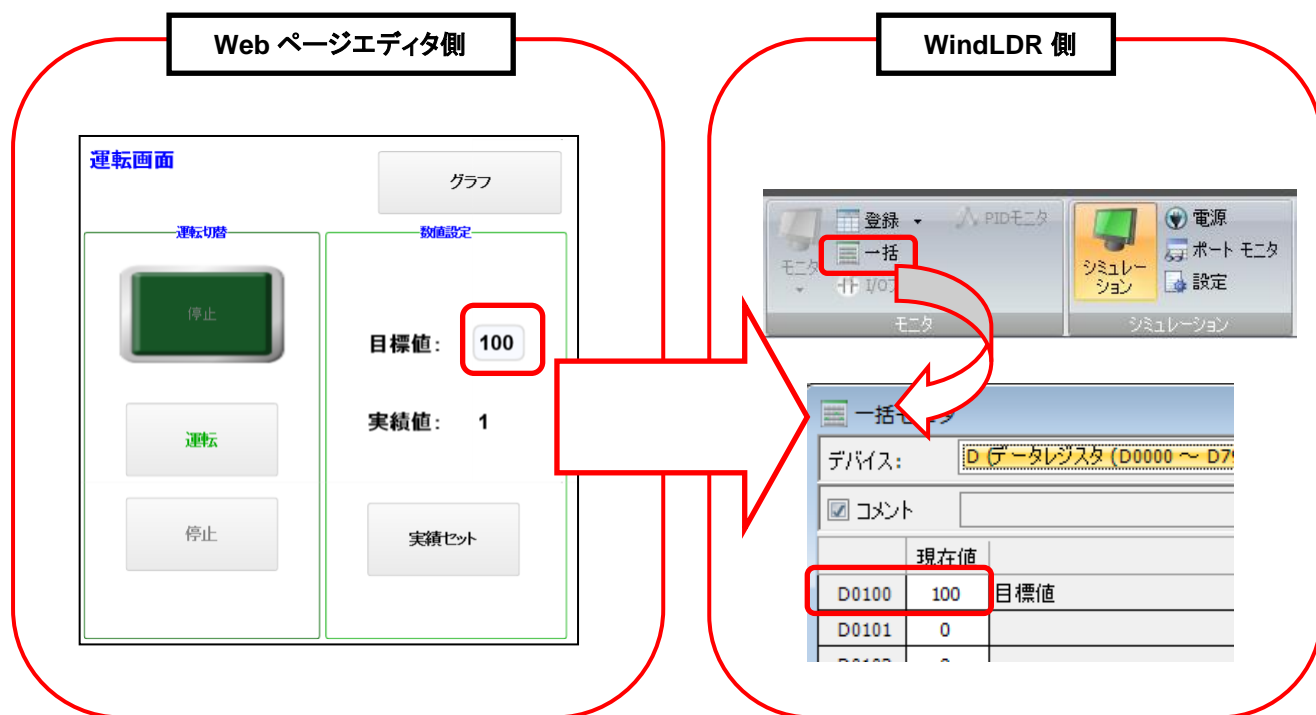 Web ページエディタ側
運転画面
グラフ
運転切替
停止
運転
停止
数値設定
目標値: 100
実績値: 1
実績セット
WindLDR 側
モニタ
登録
一括
PIDモニタ
モニタ
シミュレーション
電源
ポート モニタ
設定
シミュレーション
一括
デバイス: D (データレジスタ (D0000 ～ D79
コメント
現在値
D0100 100 目標値
D0101 0